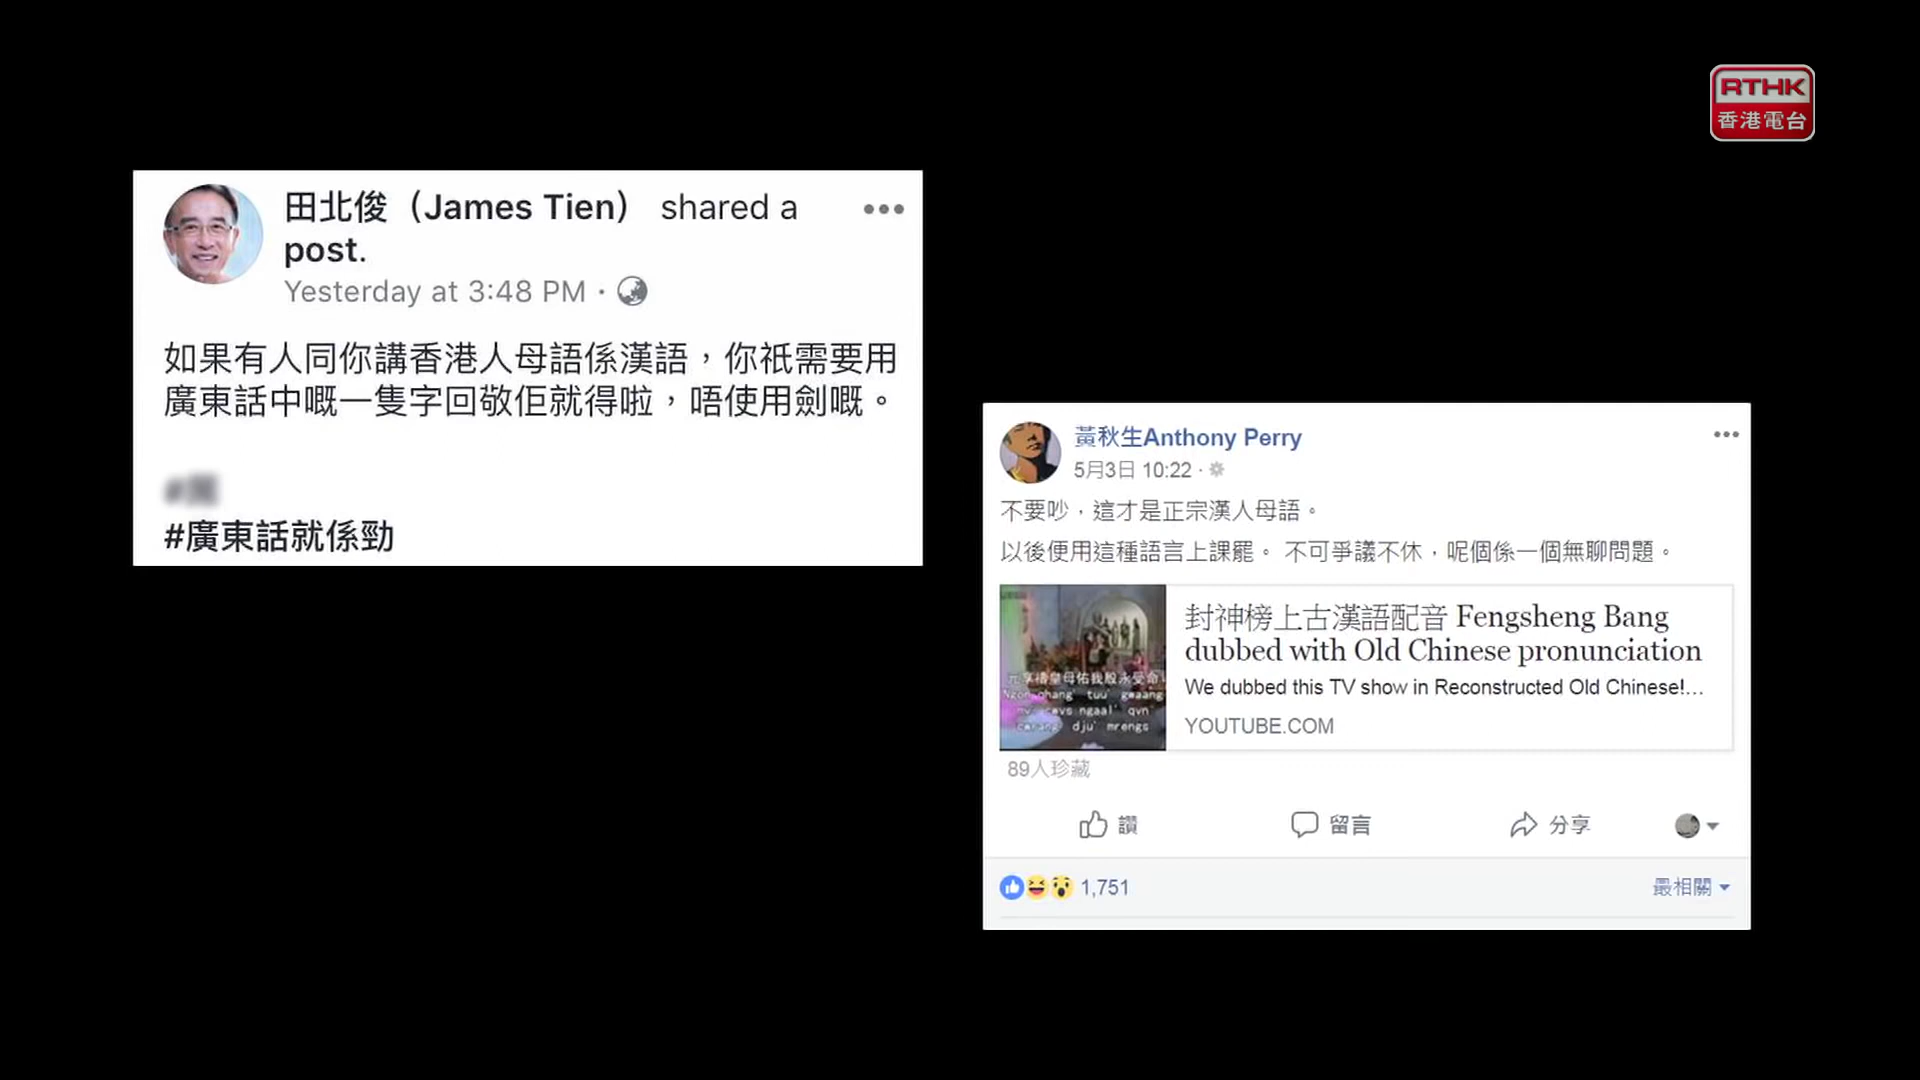 RTHK
香港電台
田北俊（James Tien） shared a
post.
Yesterday at 3:48 PM ·
如果有人同你講香港人母語係漢語，你祇需要用
廣東話中嘅一隻字回敬佢就得啦，唔使用劍嘅。
#廣東話就係勁
黃秋生Anthony Perry
5月3日 10:22 ·
不要吵，這才是正宗漢人母語。
以後便用這種語言上課罷。 不可爭議不休，呢個係一個無聊問題。
封神榜上古漢語配音 Fengsheng Bang
dubbed with Old Chinese pronunciation
We dubbed this TV show in Reconstructed Old Chinese!...
YOUTUBE.COM
89人珍藏
讚 留言 分享
1,751 最相關